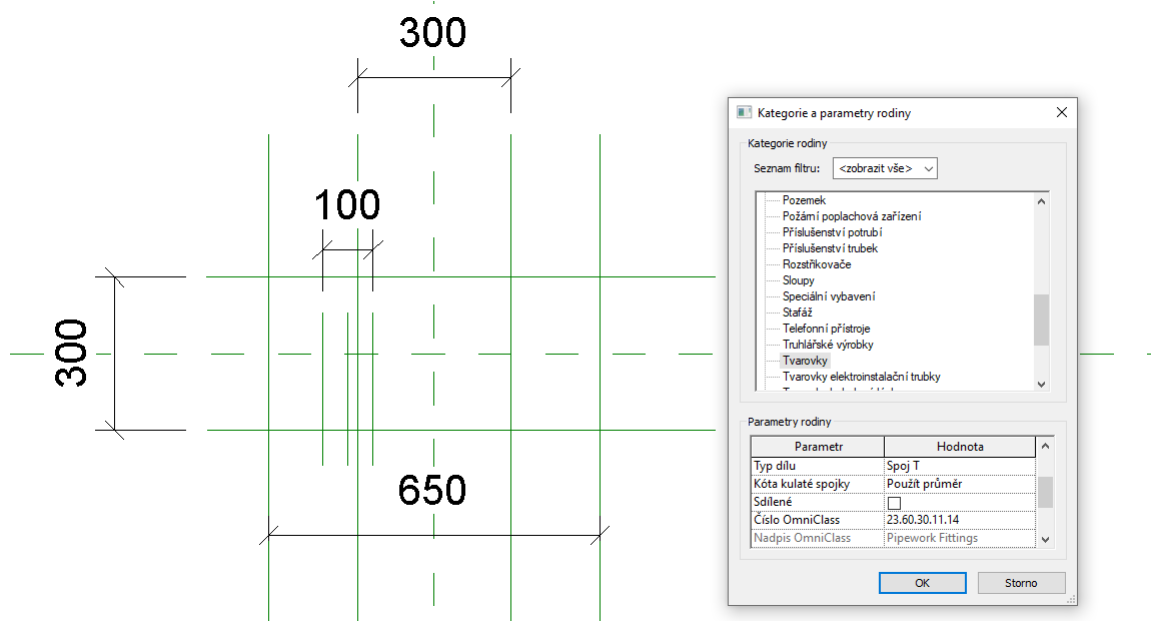 300
100
300
650
Kategorie a parametry rodiny
Kategorie rodiny
Seznam filtru: <zobrazit vše>
Pozemek
Požární poplachová zařízení
Příslušenství potrubí
Příslušenství trubek
Rozstřikovače
Sloupy
Speciální vybavení
Stafáž
Telefonní přístroje
Truhlářské výrobky
Tvarovky
Tvarovky elektroinstalační trubky
Parametry rodiny
Parametr Hodnota
Typ dílu Spoj T
Kóta kulaté spojky Použít průměr
Sdílené
Číslo OmniClass 23.60.30.11.14
Nadpis OmniClass Pipework Fittings
OK Storno